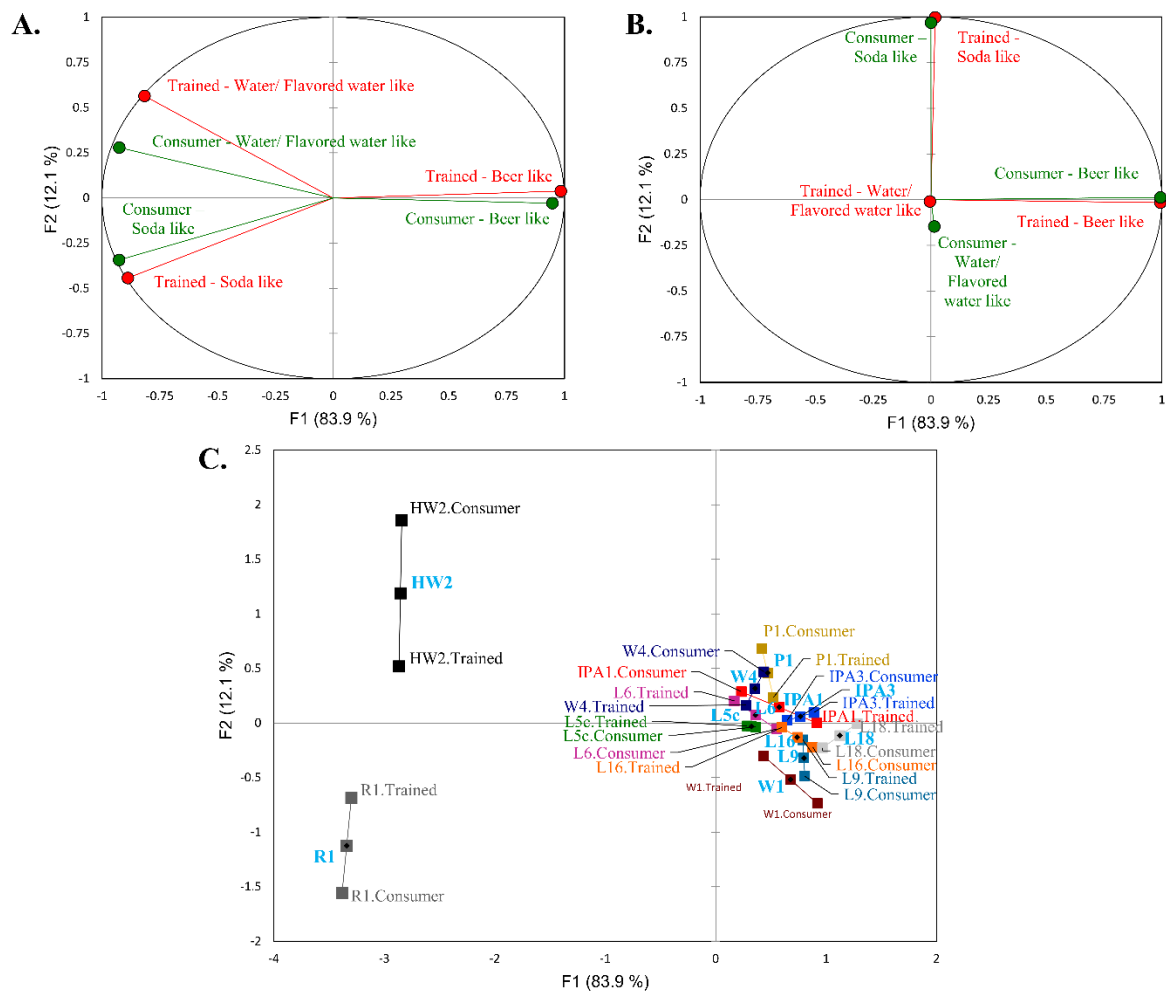 A.
1
0.75
0.5
0.25
0
-0.25
-0.5
-0.75
-1
F2 (12.1 %)
Trained - Water/ Flavored water like
Consumer - Water/ Flavored water like
Trained - Beer like
Consumer - Beer like
Consumer -
Soda like
Trained - Soda like
-1 -0.75 -0.5 -0.25 0 0.25 0.5 0.75 1
F1 (83.9 %)
B.
1
0.75
0.5
0.25
0
-0.25
-0.5
-0.75
-1
F2 (12.1 %)
Consumer –
Soda like
Trained -
Soda like
Consumer - Beer like
Trained - Water/
Flavored water like
Trained - Beer like
Consumer -
Water/
Flavored
water like
-1 -0.75 -0.5 -0.25 0 0.25 0.5 0.75 1
F1 (83.9 %)
C.
2.5
2
1.5
1
0.5
0
-0.5
-1
-1.5
-2
F2 (12.1 %)
HW2.Consumer
HW2
HW2.Trained
P1.Consumer
W4.Consumer
P1
P1.Trained
IPA1.Consumer
W4
IPA3.Consumer
L6.Trained
IPA1
IPA3
W4.Trained
L6
IPA3.Trained
L5c
IPA1.Trained
L5c.Trained
L18.Trained
L5c.Consumer
L16
L18
L6.Consumer
L9
L18.Consumer
L16.Trained
L16.Consumer
W1
L9.Trained
W1.Trained
L9.Consumer
W1.Consumer
R1.Trained
R1
R1.Consumer
-4 -3 -2 -1 0 1 2
F1 (83.9 %)